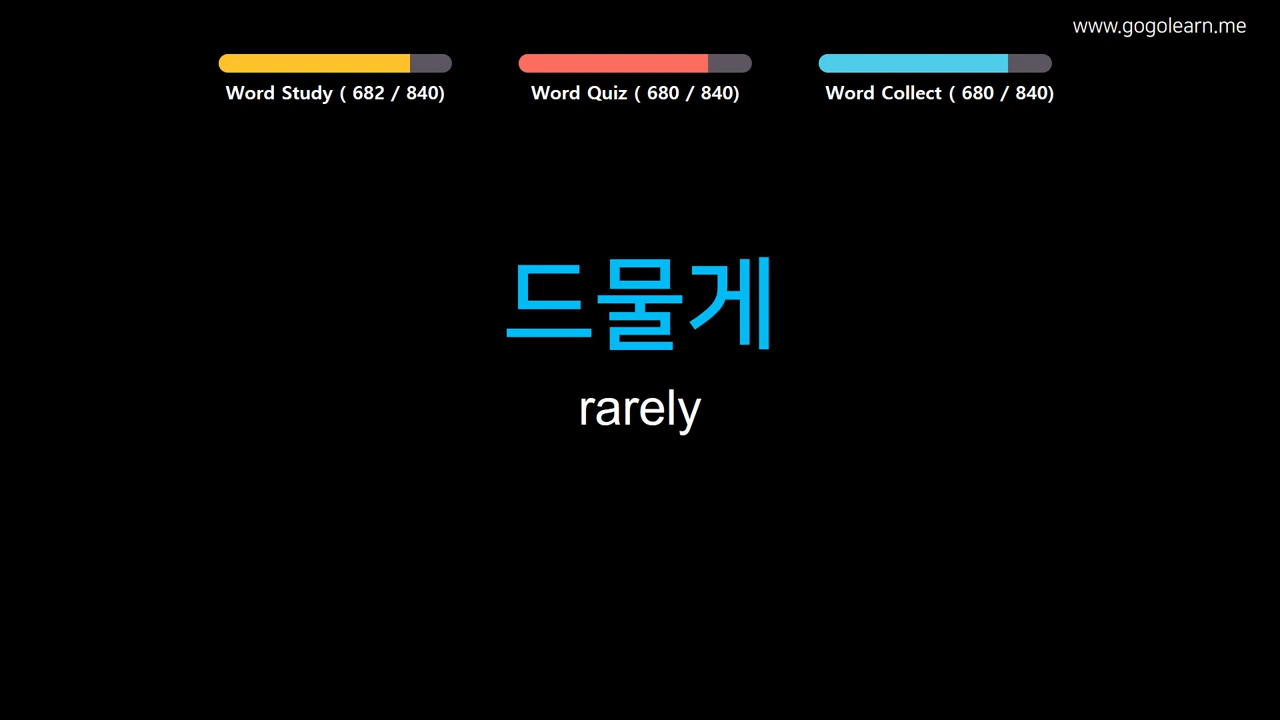 www.gogolearn.me
Word Study ( 682 / 840)
Word Quiz ( 680 / 840)
Word Collect ( 680 / 840)
드물게
rarely